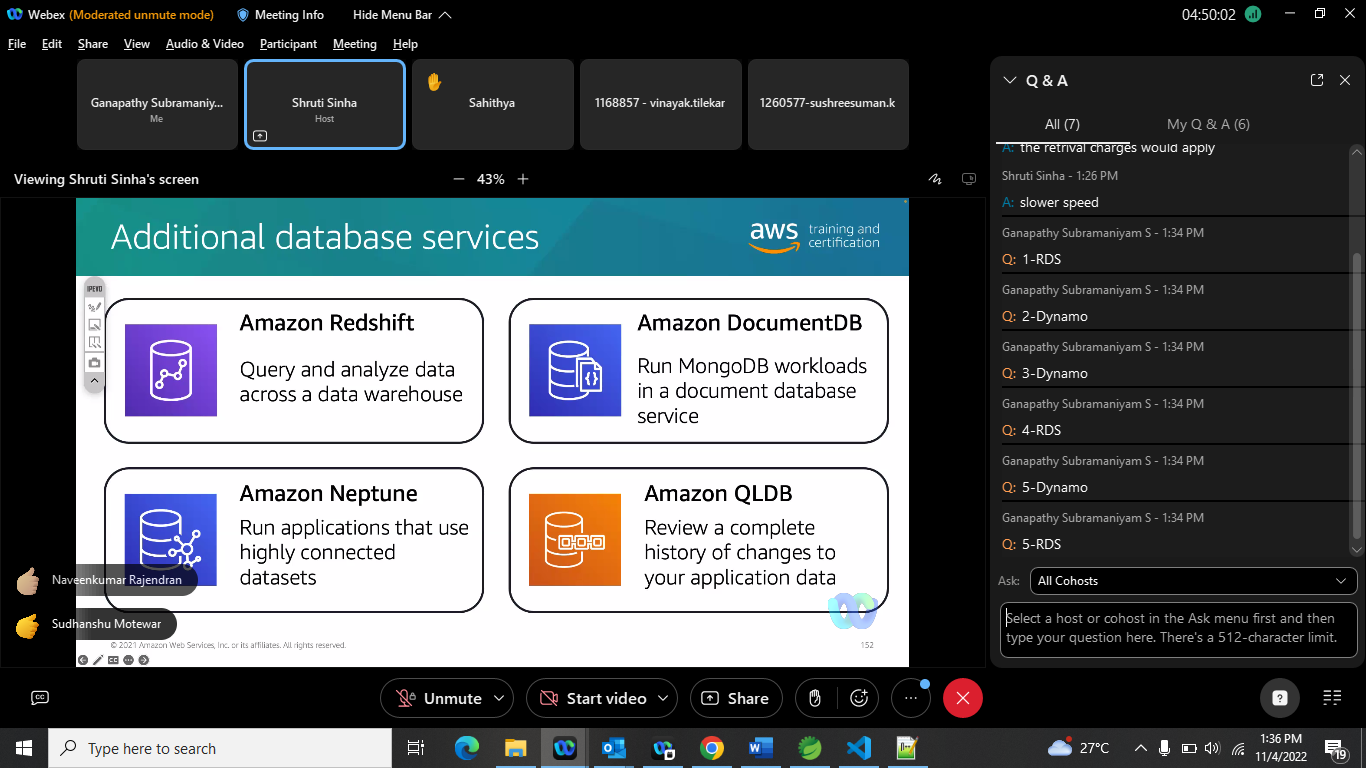 Webex (Moderated unmute mode) Meeting Info Hide Menu Bar 04:50:02
File Edit Share View Audio & Video Participant Meeting Help
Ganapathy Subramaniy...
Me
Shruti Sinha
Host
Sahithya
1168857 - vinayak.tilekar
1260577-sushreesuman.k
Viewing Shruti Sinha's screen
43%
Additional database services
aws training and
certification
IPEVO
Amazon Redshift
Query and analyze data
across a data warehouse
Amazon DocumentDB
Run MongoDB workloads
in a document database
service
Amazon Neptune
Run applications that use
highly connected
datasets
Amazon QLDB
Review a complete
history of changes to
your application data
Naveenkumar Rajendran
Sudhanshu Motewar
© 2021 Amazon Web Services, Inc. or its affiliates. All rights reserved.
152
Q & A
All (7) My Q & A (6)
A: the retrival charges would apply
Shruti Sinha - 1:26 PM
A: slower speed
Ganapathy Subramaniyam S - 1:34 PM
Q: 1-RDS
Ganapathy Subramaniyam S - 1:34 PM
Q: 2-Dynamo
Ganapathy Subramaniyam S - 1:34 PM
Q: 3-Dynamo
Ganapathy Subramaniyam S - 1:34 PM
Q: 4-RDS
Ganapathy Subramaniyam S - 1:34 PM
Q: 5-Dynamo
Ganapathy Subramaniyam S - 1:34 PM
Q: 5-RDS
Ask: All Cohosts
Select a host or cohost in the Ask menu first and then
type your question here. There's a 512-character limit.
CC
Unmute Start video Share
Type here to search
27°C
1:36 PM
11/4/2022
19